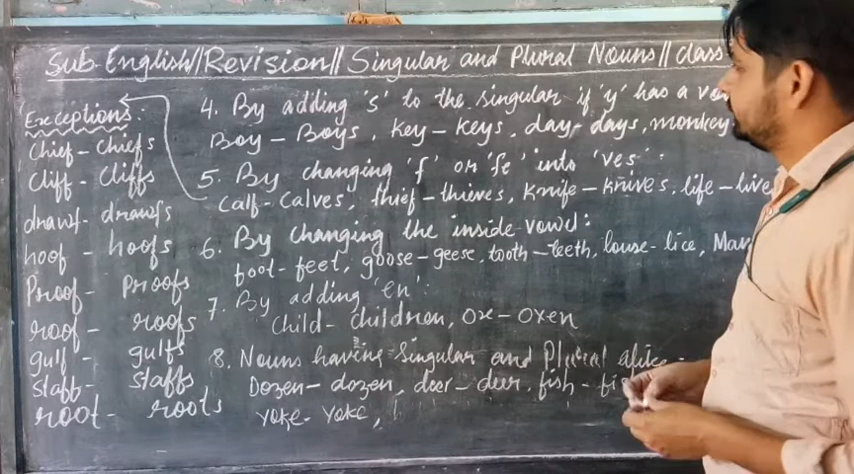 Sub English//Revision// Singular and Plural Nouns// class
Exceptions:
Chief - chiefs
Cliff - Cliffs
drawf - drawfs
hoof - hoofs
Proof - Proofs
roof - roofs
gulf - gulfs
Staff - Staffs
root - roots
4. By adding 's' to the singular if 'y' has a
Boy - Boys, Key - Keys, day - days, monkey
5. By changing 'f' or 'fe' into 'ves':
Calf - Calves, thief - thieves, Knife - Knives, life - live
6. By changing the inside vowel:
foot - feet, goose - geese, tooth - teeth, louse - lice, Man
7. By adding 'en':
Child - children, Ox - Oxen
8. Nouns having Singular and Plural alike:
Dozen - dozen, deer - deer, fish -
Yoke - Yoke,